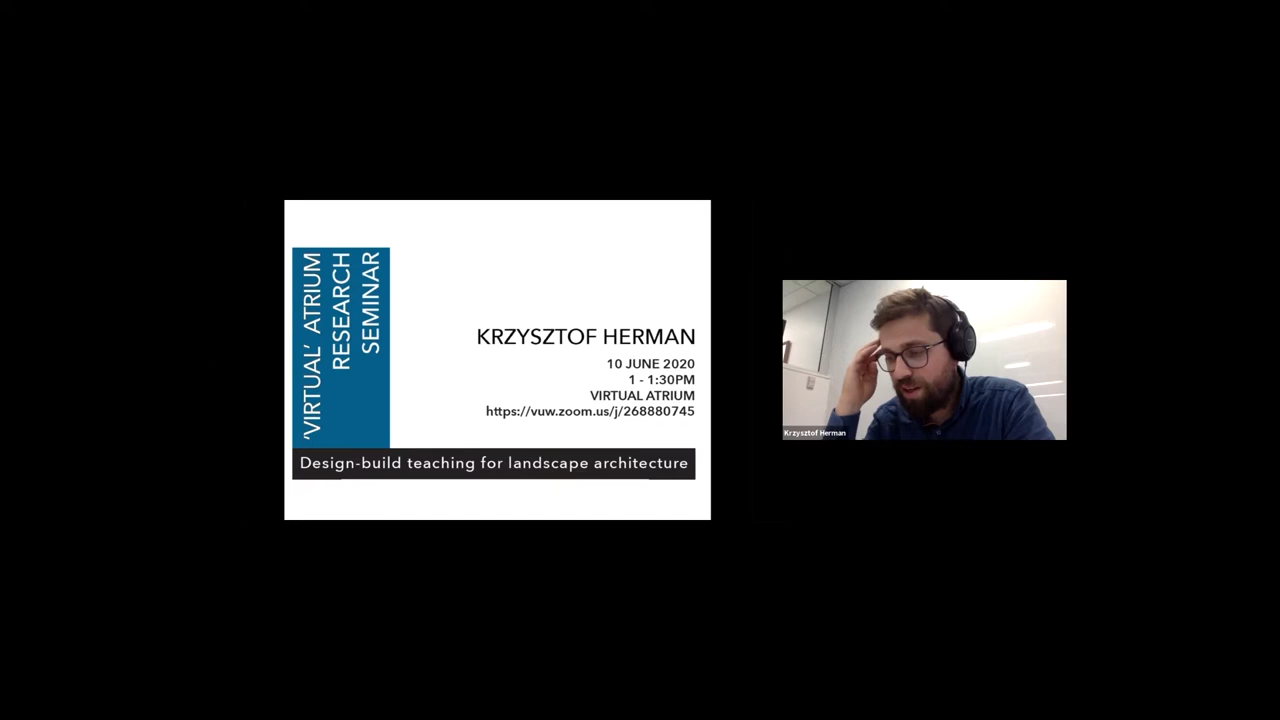 'VIRTUAL' ATRIUM
RESEARCH
SEMINAR
KRZYSZTOF HERMAN
10 JUNE 2020
1 - 1:30PM
VIRTUAL ATRIUM
https://vuw.zoom.us/j/268880745
Design-build teaching for landscape architecture
Krzysztof Herman